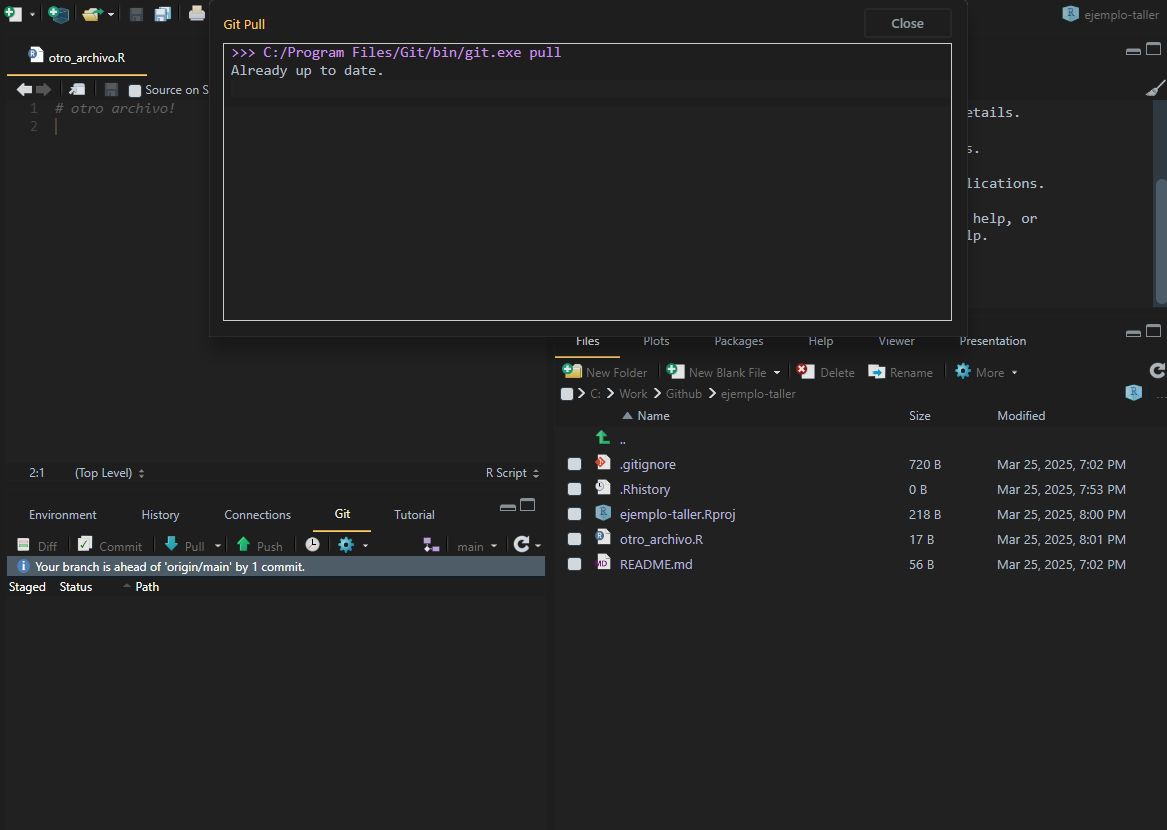 ejemplo-taller
Git Pull
Close
>>> C:/Program Files/Git/bin/git.exe pull
Already up to date.
otro_archivo.R
Source on S
1 # otro archivo!
2
etails.
s.
lications.
help, or
lp.
2:1 (Top Level) R Script
Environment History Connections Git Tutorial
Diff Commit Pull Push main
Your branch is ahead of 'origin/main' by 1 commit.
Staged Status Path
Files Plots Packages Help Viewer Presentation
New Folder New Blank File Delete Rename More
C: Work Github ejemplo-taller ...
Name Size Modified
..
.gitignore 720 B Mar 25, 2025, 7:02 PM
.Rhistory 0 B Mar 25, 2025, 7:53 PM
ejemplo-taller.Rproj 218 B Mar 25, 2025, 8:00 PM
otro_archivo.R 17 B Mar 25, 2025, 8:01 PM
README.md 56 B Mar 25, 2025, 7:02 PM